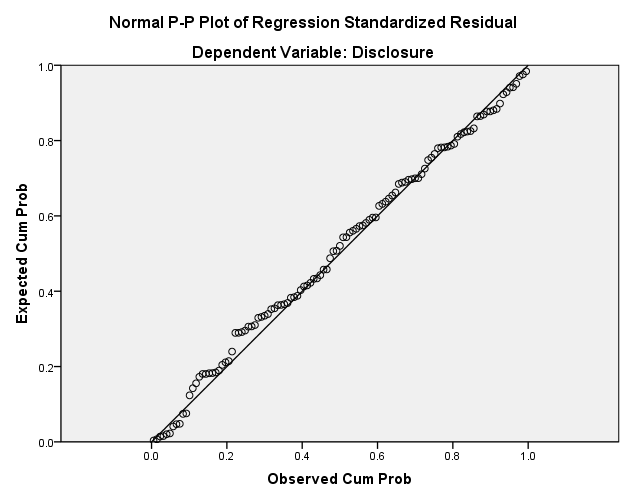 Normal P-P Plot of Regression Standardized Residual
Dependent Variable: Disclosure
1.0
0.8
0.6
0.4
0.2
0.0
Expected Cum Prob
0.0 0.2 0.4 0.6 0.8 1.0
Observed Cum Prob